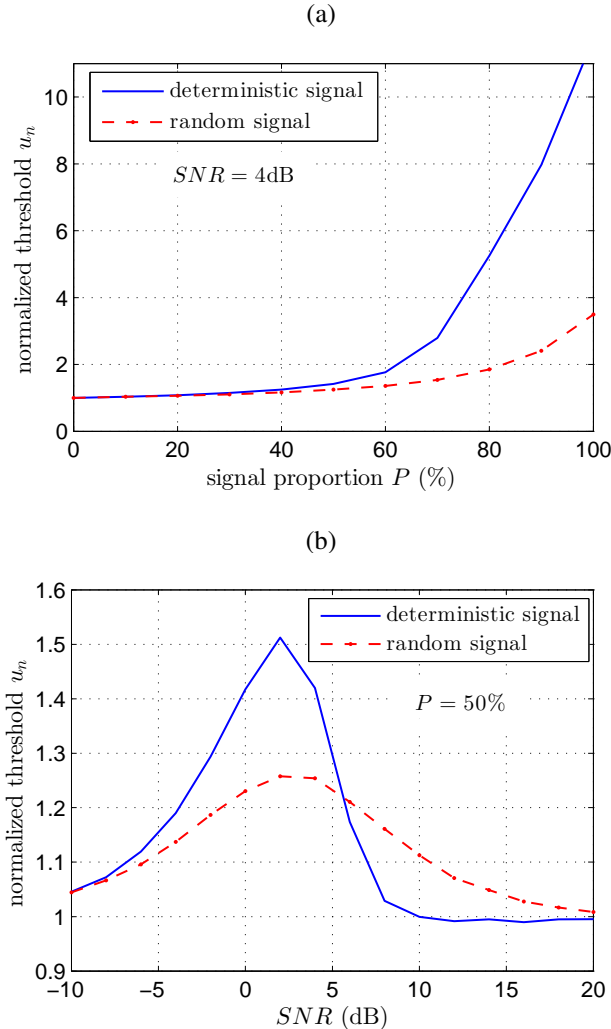 (a)
10
8
6
4
2
0
normalized threshold u_n
deterministic signal
random signal
SNR = 4dB
0 20 40 60 80 100
signal proportion P (%)
(b)
1.6
1.5
1.4
1.3
1.2
1.1
1
0.9
normalized threshold u_n
deterministic signal
random signal
P = 50%
−10 −5 0 5 10 15 20
SNR (dB)